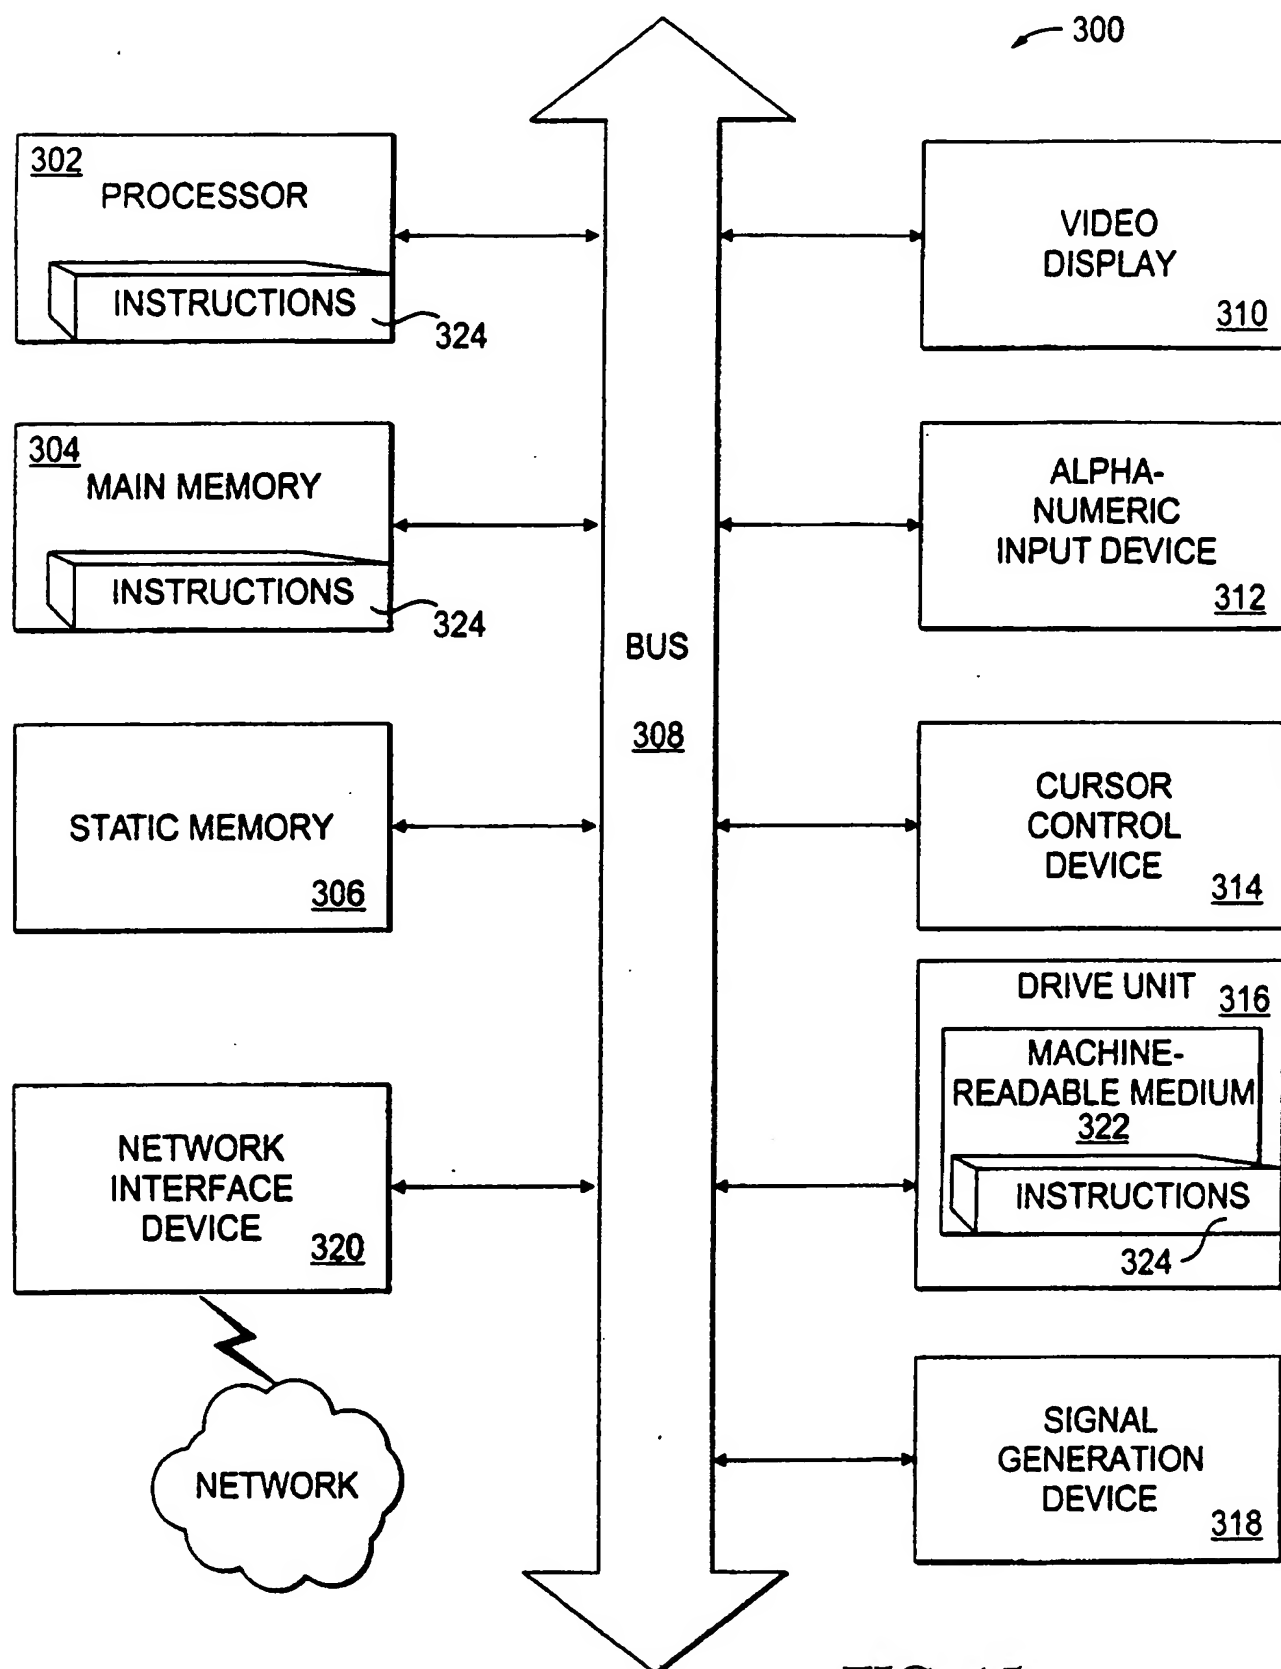 300
302
PROCESSOR
INSTRUCTIONS
324
304
MAIN MEMORY
INSTRUCTIONS
324
STATIC MEMORY
306
NETWORK
INTERFACE
DEVICE
320
NETWORK
BUS
308
VIDEO
DISPLAY
310
ALPHA-
NUMERIC
INPUT DEVICE
312
CURSOR
CONTROL
DEVICE
314
DRIVE UNIT
316
MACHINE-
READABLE MEDIUM
322
INSTRUCTIONS
324
SIGNAL
GENERATION
DEVICE
318